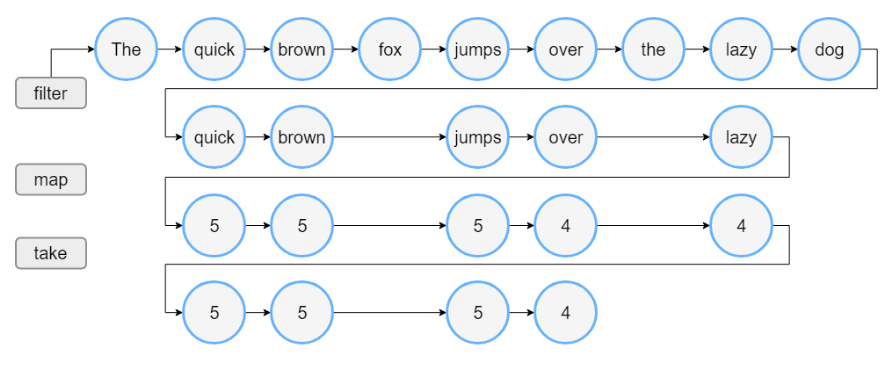 The quick brown fox jumps over the lazy dog
filter
quick brown jumps over lazy
map
5 5 5 4 4
take
5 5 5 4